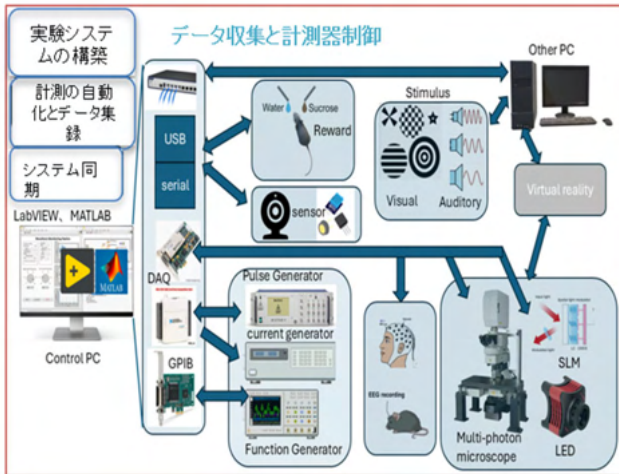 実験システ
ムの構築
計測の自動
化とデータ集
録
システム同
期
データ収集と計測器制御
LabVIEW、MATLAB
MATLAB
Control PC
USB
serial
DAQ
GPIB
Water
Sucrose
Reward
sensor
Stimulus
Visual
Auditory
Other PC
Virtual reality
Pulse Generator
current generator
Function Generator
EEG recording
Multi-photon
microscope
SLM
LED